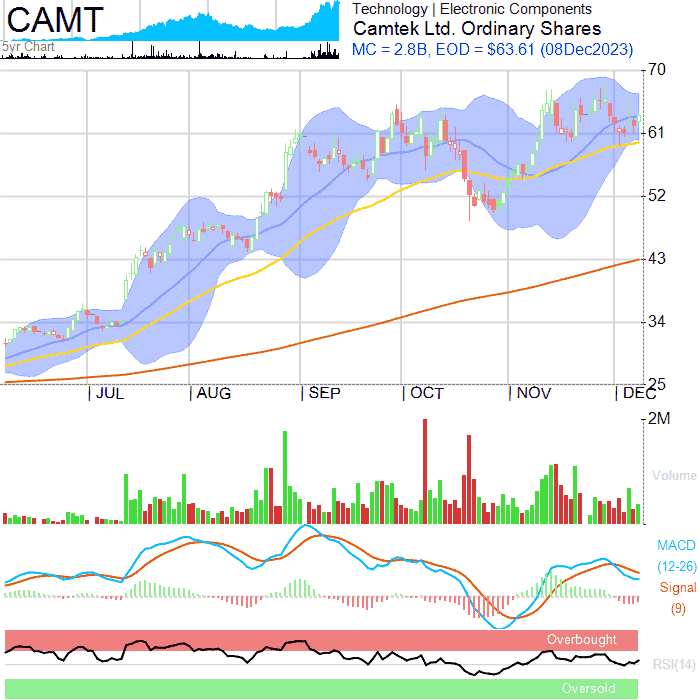 CAMT
5yr Chart
Technology | Electronic Components
Camtek Ltd. Ordinary Shares
MC = 2.8B, EOD = $63.61 (08Dec2023)
70
61
52
43
34
25
JUL AUG SEP OCT NOV DEC
2M
Volume
MACD
(12-26)
Signal
(9)
Overbought
RSI(14)
Oversold